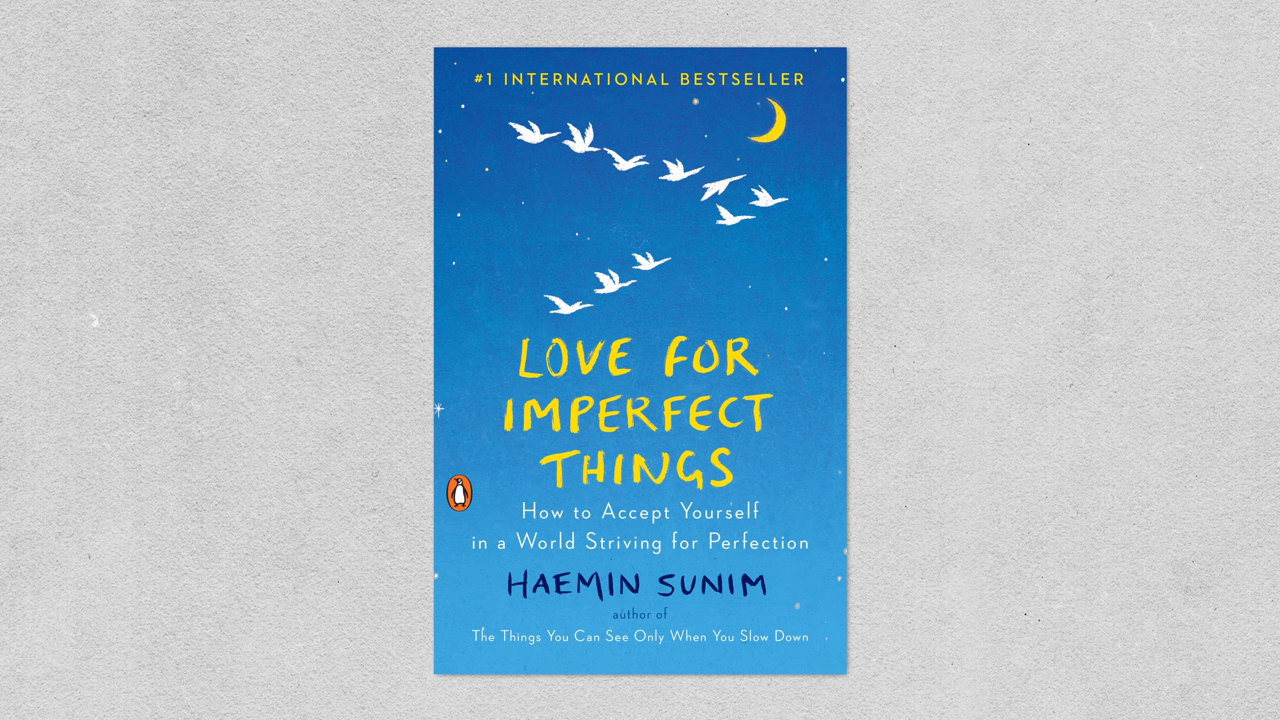 #1 INTERNATIONAL BESTSELLER
LOVE FOR
IMPERFECT
THINGS
How to Accept Yourself
in a World Striving for Perfection
HAEMIN SUNIM
author of
The Things You Can See Only When You Slow Down